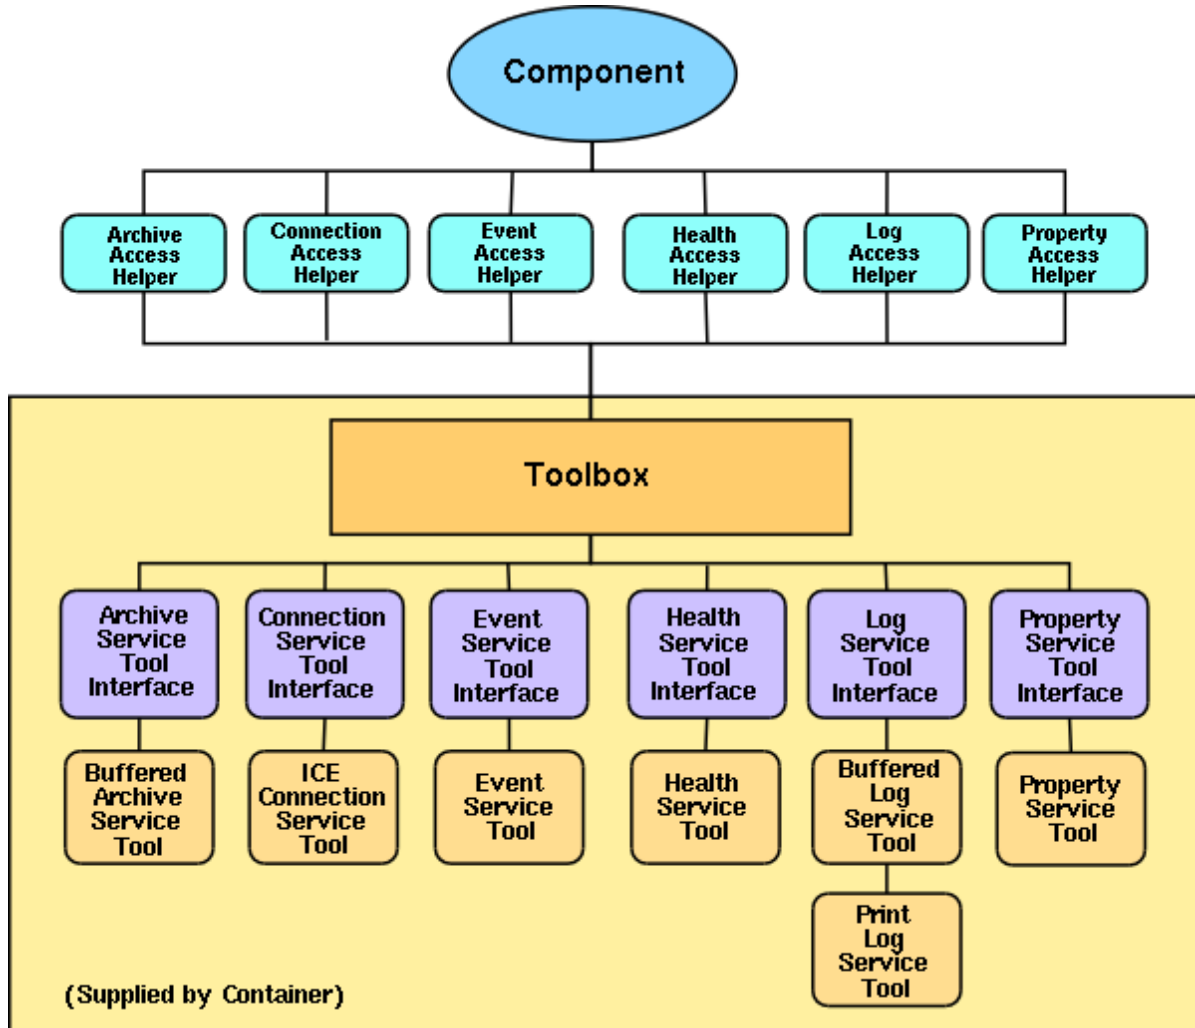 Component
Archive
Access
Helper
Connection
Access
Helper
Event
Access
Helper
Health
Access
Helper
Log
Access
Helper
Property
Access
Helper
Toolbox
Archive
Service
Tool
Interface
Connection
Service
Tool
Interface
Event
Service
Tool
Interface
Health
Service
Tool
Interface
Log
Service
Tool
Interface
Property
Service
Tool
Interface
Buffered
Archive
Service
Tool
ICE
Connection
Service
Tool
Event
Service
Tool
Health
Service
Tool
Buffered
Log
Service
Tool
Property
Service
Tool
Print
Log
Service
Tool
(Supplied by Container)